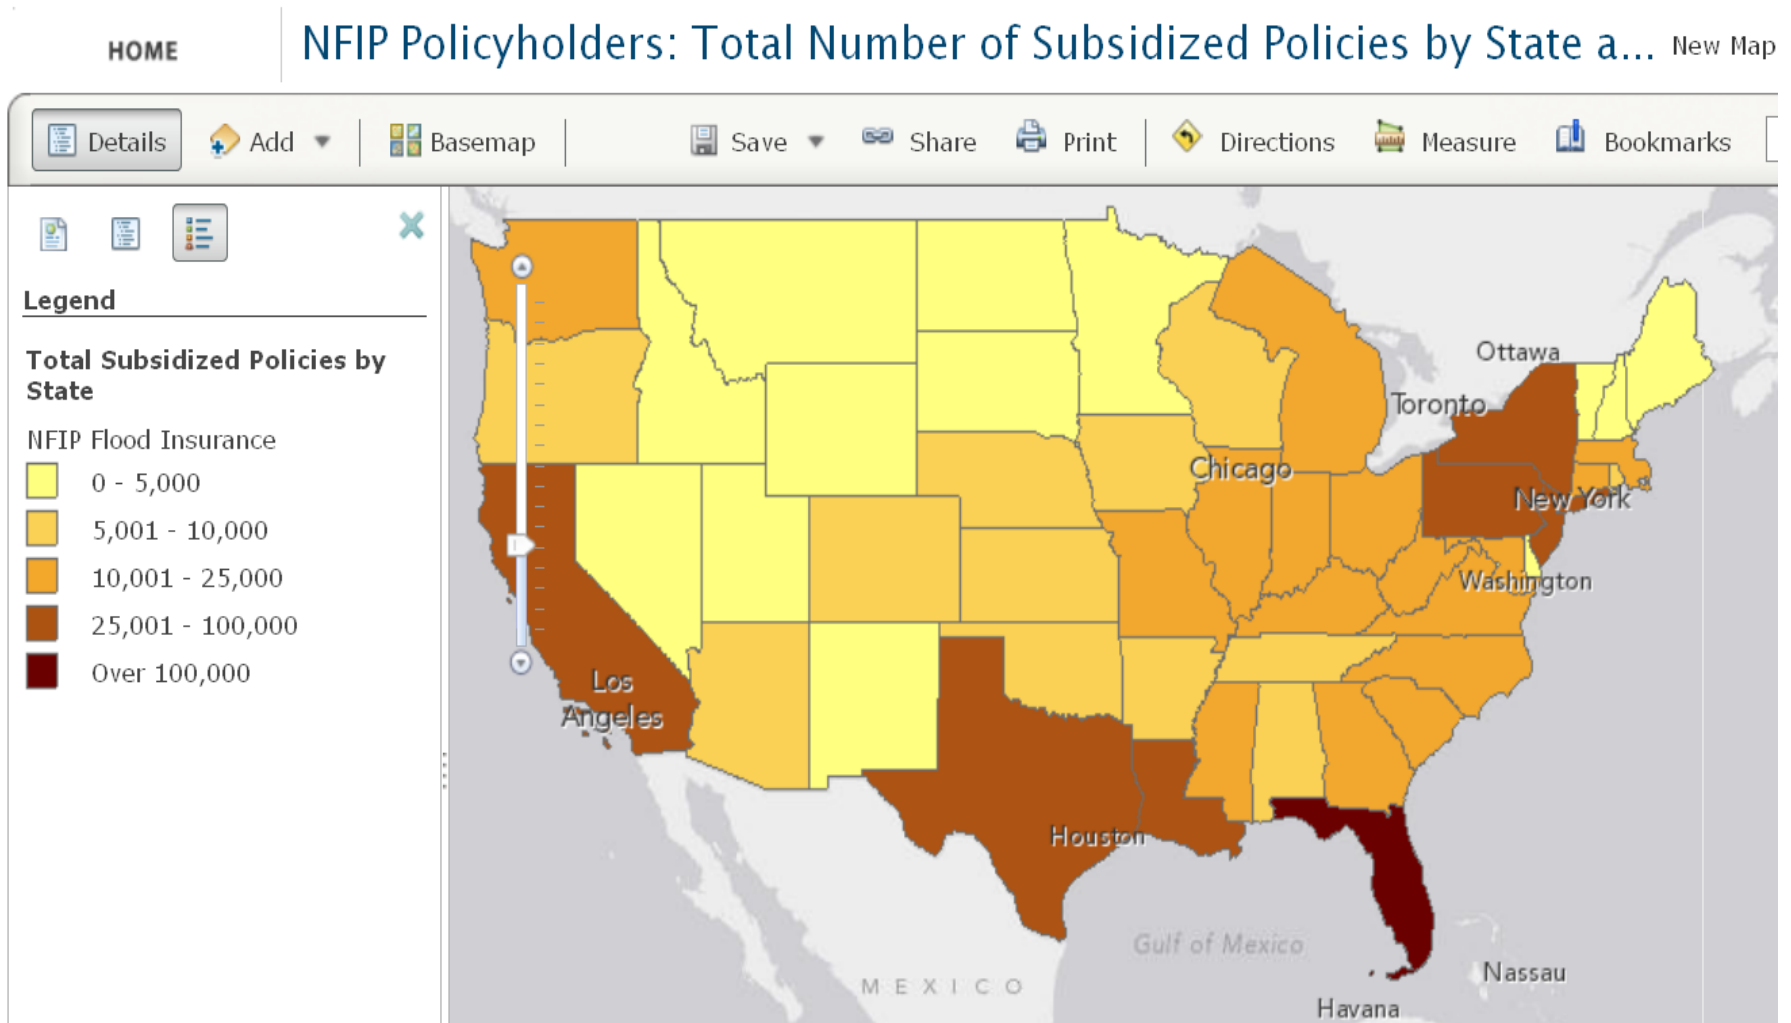 HOME
NFIP Policyholders: Total Number of Subsidized Policies by State a...
New Map
Details
Add
Basemap
Save
Share
Print
Directions
Measure
Bookmarks
Legend
Total Subsidized Policies by
State
NFIP Flood Insurance
0 - 5,000
5,001 - 10,000
10,001 - 25,000
25,001 - 100,000
Over 100,000
Ottawa
Toronto
Chicago
New York
Washington
Los
Angeles
Houston
Gulf of Mexico
MEXICO
Nassau
Havana